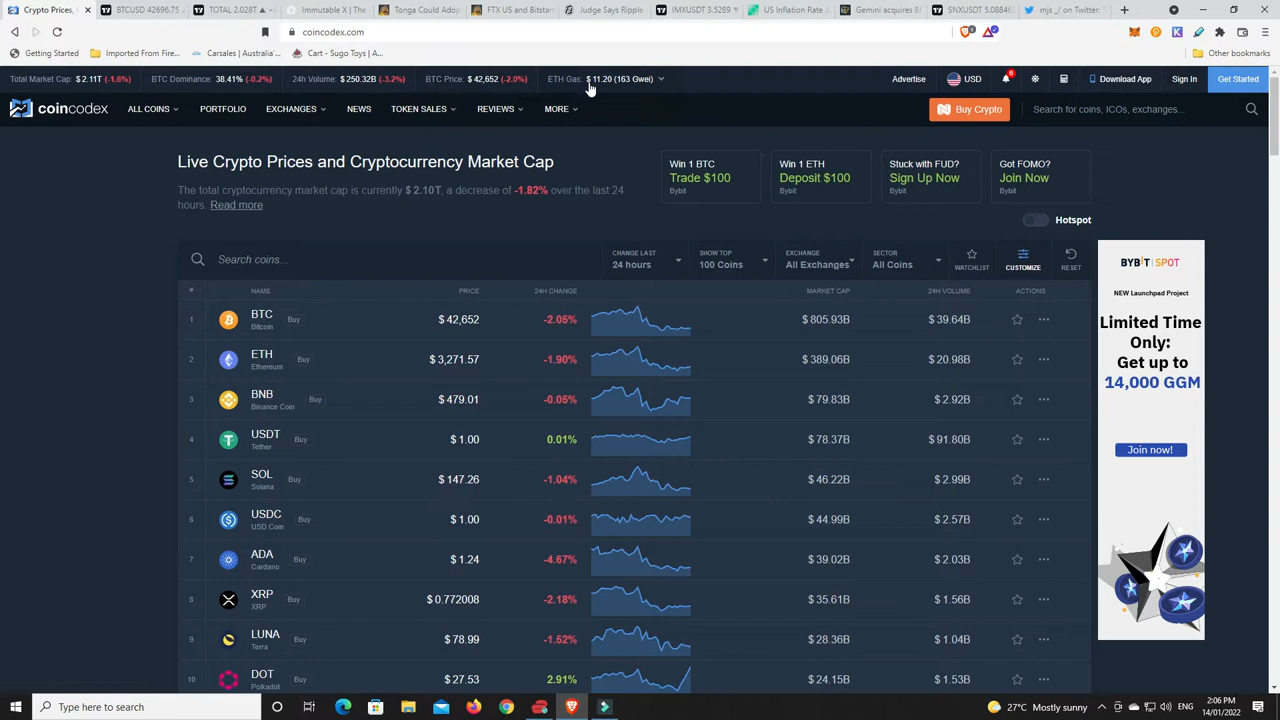 Crypto Prices, E
BTCUSD 42696.75
TOTAL 2.028T ▲ +0
Immutable X | The
Tonga Could Adop
FTX US and Bitstam
Judge Says Ripple
IMXUSDT 3.5289
US Inflation Rate
Gemini acquires B
SNXUSDT 5.08846
mjs_/ on Twitter
coincodex.com
Getting Started
Imported From Fire...
Carsales | Australia'...
Cart - Sugo Toys (A...
Other bookmarks
Total Market Cap: $ 2.11T (-1.6%)
BTC Dominance: 38.41% (-0.2%)
24h Volume: $ 250.32B (-3.2%)
BTC Price: $ 42,652 (-2.0%)
ETH Gas: $ 11.20 (163 Gwei)
Advertise
USD
6
Download App
Sign In
Get Started
coincodex
ALL COINS
PORTFOLIO
EXCHANGES
NEWS
TOKEN SALES
REVIEWS
MORE
Buy Crypto
Search for coins, ICOs, exchanges...
Live Crypto Prices and Cryptocurrency Market Cap
The total cryptocurrency market cap is currently $ 2.10T, a decrease of -1.82% over the last 24
hours. Read more
Win 1 BTC
Trade $100
Bybit
Win 1 ETH
Deposit $100
Bybit
Stuck with FUD?
Sign Up Now
Bybit
Got FOMO?
Join Now
Bybit
Hotspot
Search coins...
CHANGE LAST
24 hours
SHOW TOP
100 Coins
EXCHANGE
All Exchanges
SECTOR
All Coins
WATCHLIST
CUSTOMIZE
RESET
# NAME PRICE 24H CHANGE MARKET CAP 24H VOLUME ACTIONS
1 BTC Bitcoin Buy $ 42,652 -2.05% $ 805.93B $ 39.64B
2 ETH Ethereum Buy $ 3,271.57 -1.90% $ 389.06B $ 20.98B
3 BNB Binance Coin Buy $ 479.01 -0.05% $ 79.83B $ 2.92B
4 USDT Tether Buy $ 1.00 0.01% $ 78.37B $ 91.80B
5 SOL Solana Buy $ 147.26 -1.04% $ 46.22B $ 2.99B
6 USDC USD Coin Buy $ 1.00 -0.01% $ 44.99B $ 2.57B
7 ADA Cardano Buy $ 1.24 -4.67% $ 39.02B $ 2.03B
8 XRP XRP Buy $ 0.772008 -2.18% $ 35.61B $ 1.56B
9 LUNA Terra Buy $ 78.99 -1.52% $ 28.36B $ 1.04B
10 DOT Polkadot Buy $ 27.53 2.91% $ 24.15B $ 1.53B
BYBIT | SPOT
NEW Launchpad Project
Limited Time
Only:
Get up to
14,000 GGM
Join now!
Type here to search
27°C Mostly sunny
ENG
2:06 PM
14/01/2022